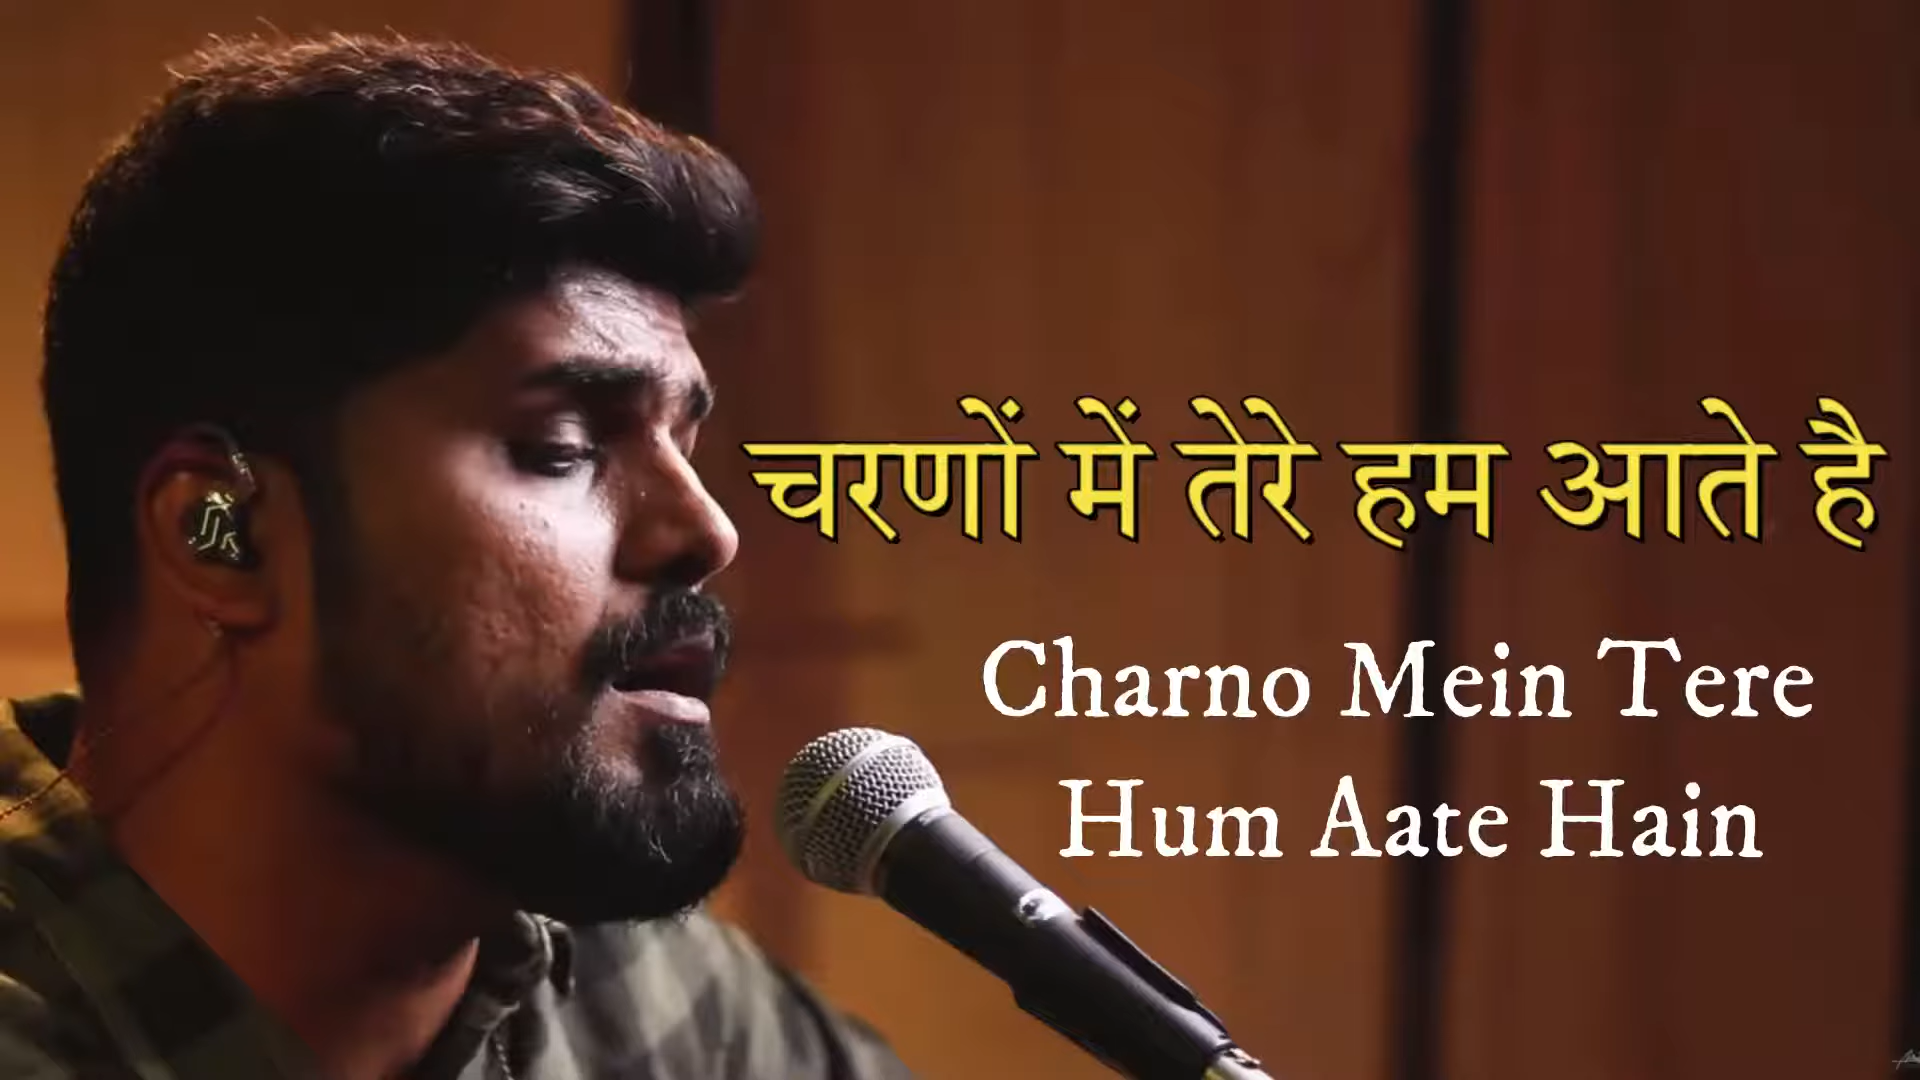 चरणों में तेरे हम आते है
Charno Mein Tere
Hum Aate Hain